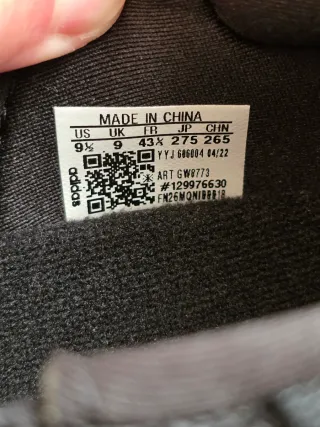 MADE IN CHINA
US UK FR JP CHN
9½ 9 43⅓ 275 265
YYJ 606004 04/22
ART GW8773
#129976630
adidas